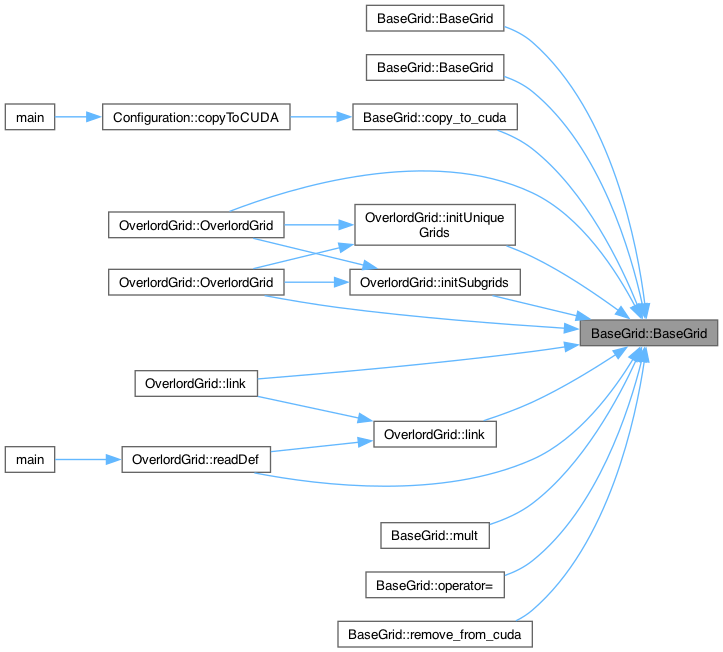 BaseGrid::BaseGrid
BaseGrid::BaseGrid
main
Configuration::copyToCUDA
BaseGrid::copy_to_cuda
OverlordGrid::OverlordGrid
OverlordGrid::initUnique
Grids
OverlordGrid::OverlordGrid
OverlordGrid::initSubgrids
BaseGrid::BaseGrid
OverlordGrid::link
OverlordGrid::link
main
OverlordGrid::readDef
BaseGrid::mult
BaseGrid::operator=
BaseGrid::remove_from_cuda